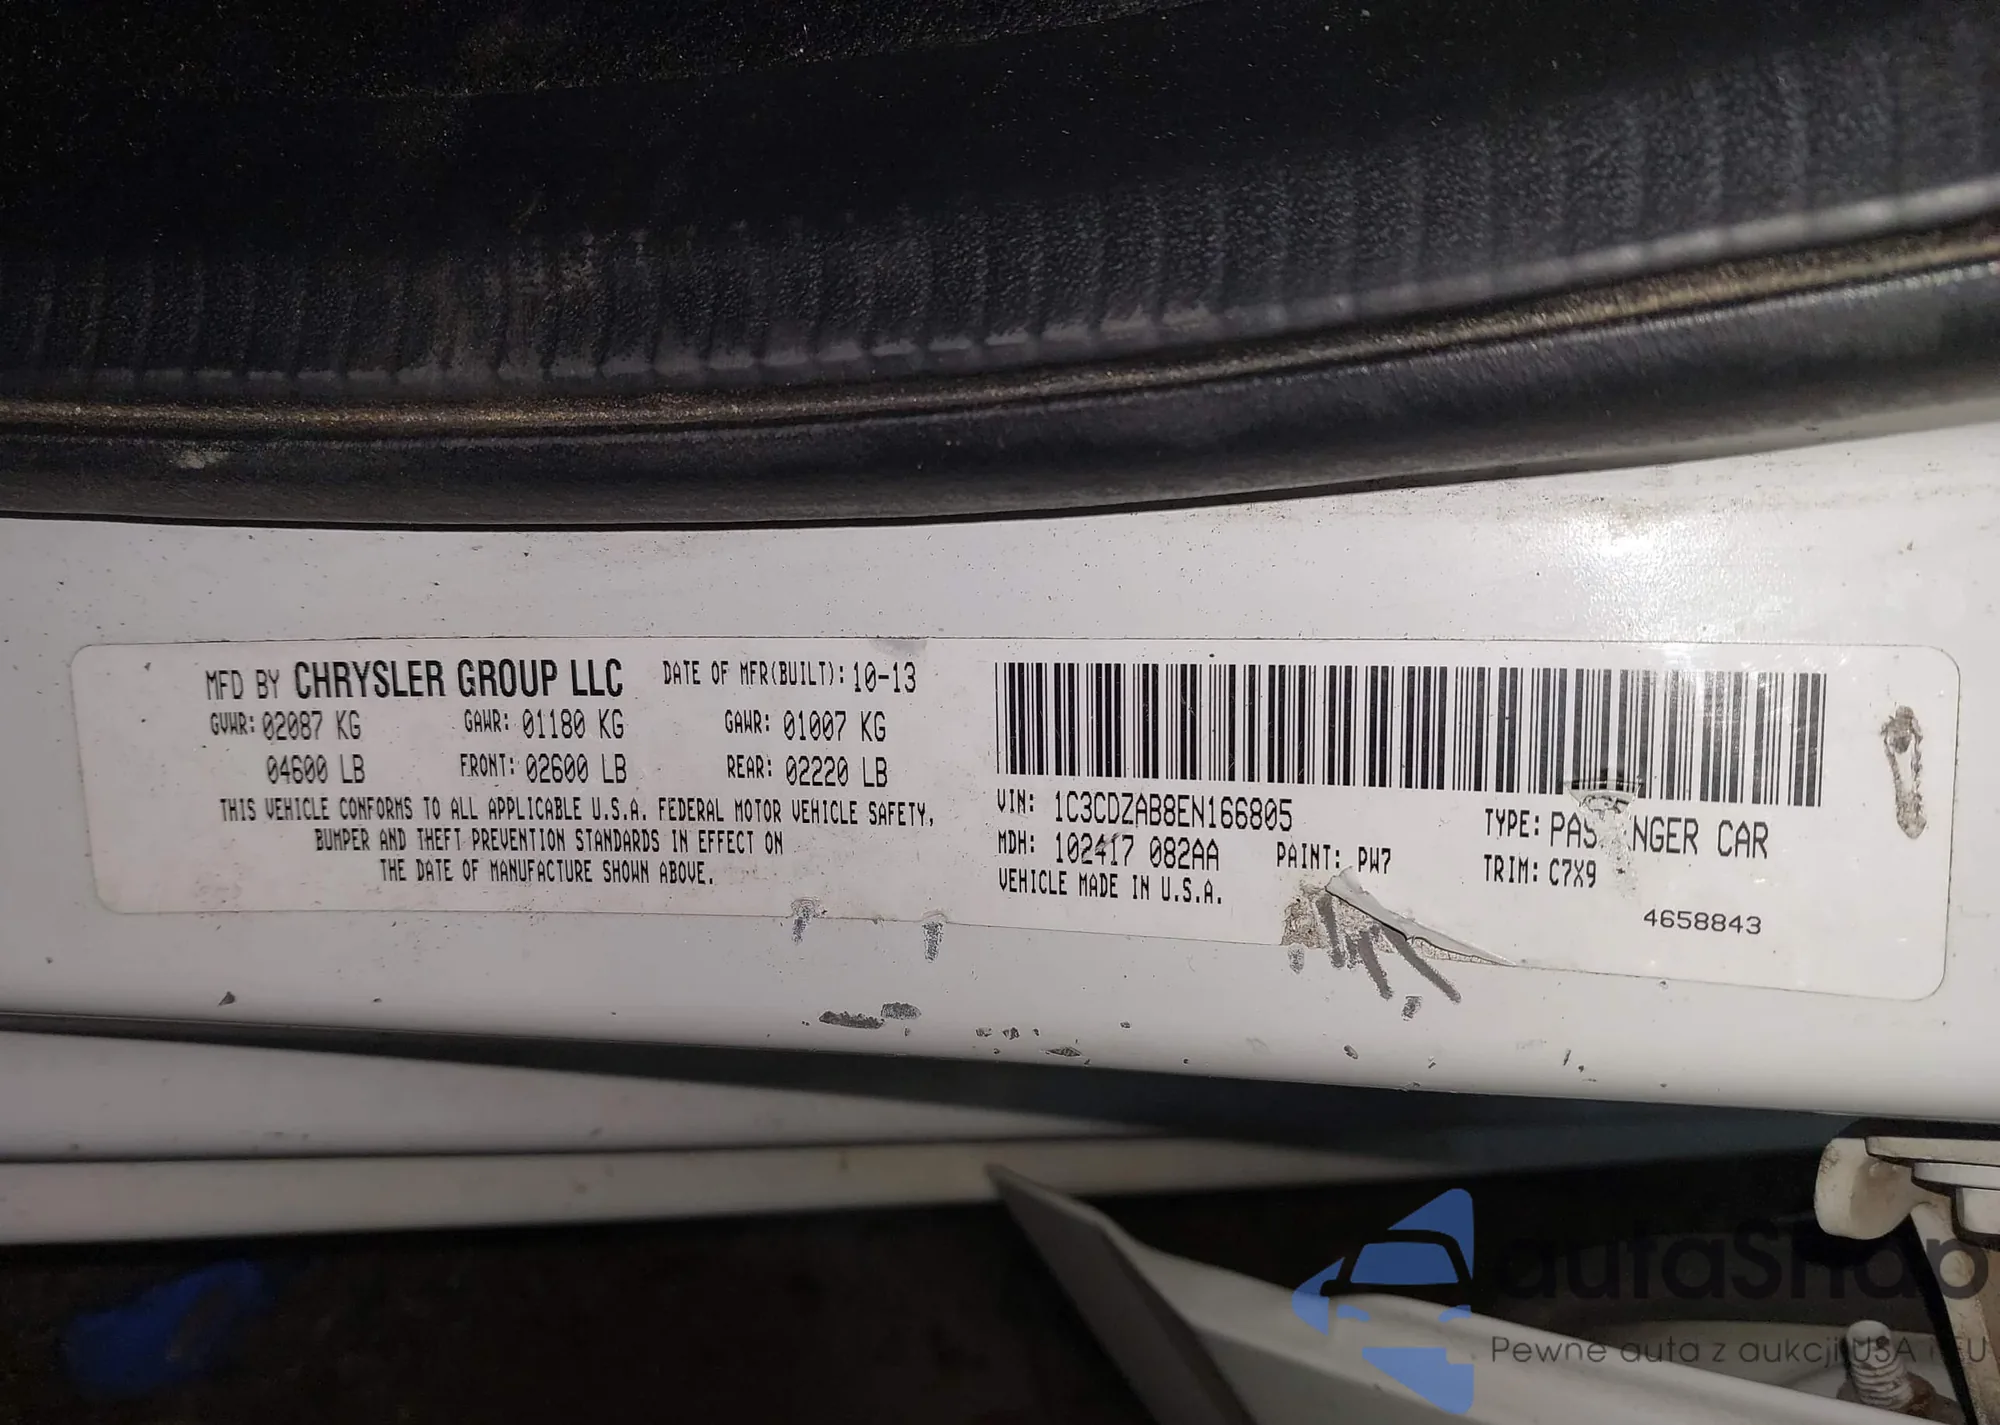 MFD BY CHRYSLER GROUP LLC DATE OF MFR(BUILT): 10-13
GVWR: 02087 KG GAWR: 01180 KG GAWR: 01007 KG
04600 LB FRONT: 02600 LB REAR: 02220 LB
THIS VEHICLE CONFORMS TO ALL APPLICABLE U.S.A. FEDERAL MOTOR VEHICLE SAFETY,
BUMPER AND THEFT PREVENTION STANDARDS IN EFFECT ON
THE DATE OF MANUFACTURE SHOWN ABOVE.
VIN: 1C3CDZAB8EN166805 TYPE: CAR
MDH: 102417 082AA PAINT: PW7 TRIM: C7X9
VEHICLE MADE IN U.S.A.
4658843
autaShop
Pewne auta z aukcji USA i EU